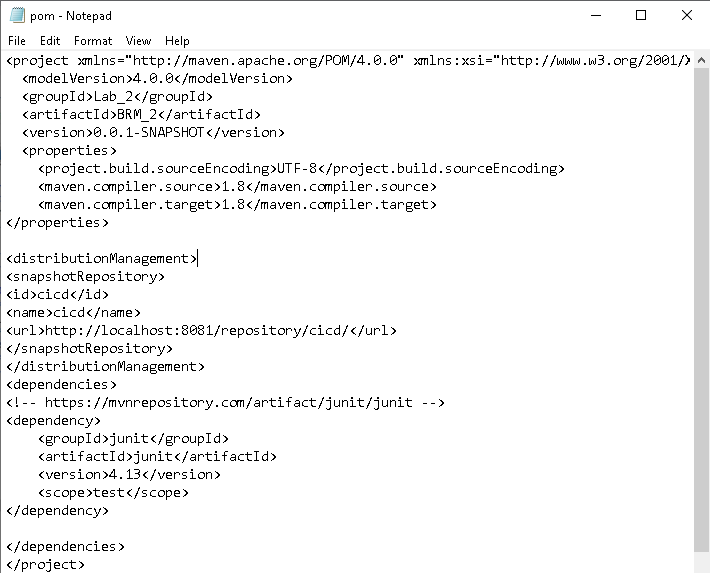 pom - Notepad
File Edit Format View Help
<project xmlns="http://maven.apache.org/POM/4.0.0" xmlns:xsi="http://www.w3.org/2001/X
  <modelVersion>4.0.0</modelVersion>
  <groupId>Lab_2</groupId>
  <artifactId>BRM_2</artifactId>
  <version>0.0.1-SNAPSHOT</version>
  <properties>
    <project.build.sourceEncoding>UTF-8</project.build.sourceEncoding>
    <maven.compiler.source>1.8</maven.compiler.source>
    <maven.compiler.target>1.8</maven.compiler.target>
</properties>

<distributionManagement>
<snapshotRepository>
<id>cicd</id>
<name>cicd</name>
<url>http://localhost:8081/repository/cicd/</url>
</snapshotRepository>
</distributionManagement>
<dependencies>
<!-- https://mvnrepository.com/artifact/junit/junit -->
<dependency>
    <groupId>junit</groupId>
    <artifactId>junit</artifactId>
    <version>4.13</version>
    <scope>test</scope>
</dependency>

</dependencies>
</project>